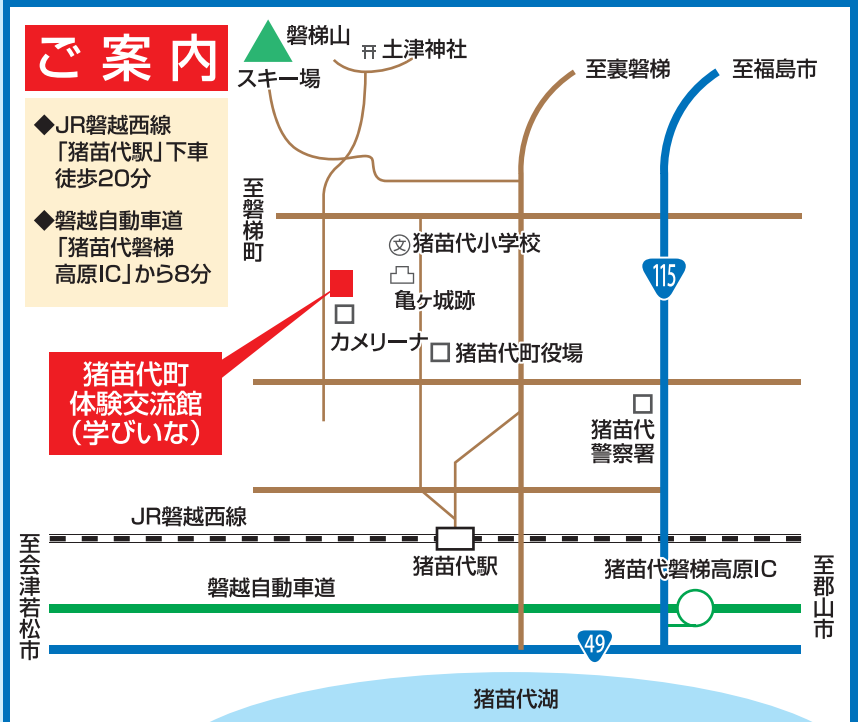 ご案内
◆JR磐越西線
「猪苗代駅」下車
徒歩20分
◆磐越自動車道
「猪苗代磐梯
高原IC」から8分
磐梯山
スキー場
土津神社
至裏磐梯
至福島市
至磐梯町
文
猪苗代小学校
亀ヶ城跡
カメリーナ
猪苗代町役場
115
猪苗代町
体験交流館
（学びいな）
猪苗代
警察署
JR磐越西線
猪苗代駅
猪苗代磐梯高原IC
磐越自動車道
至会津若松市
至郡山市
49
猪苗代湖